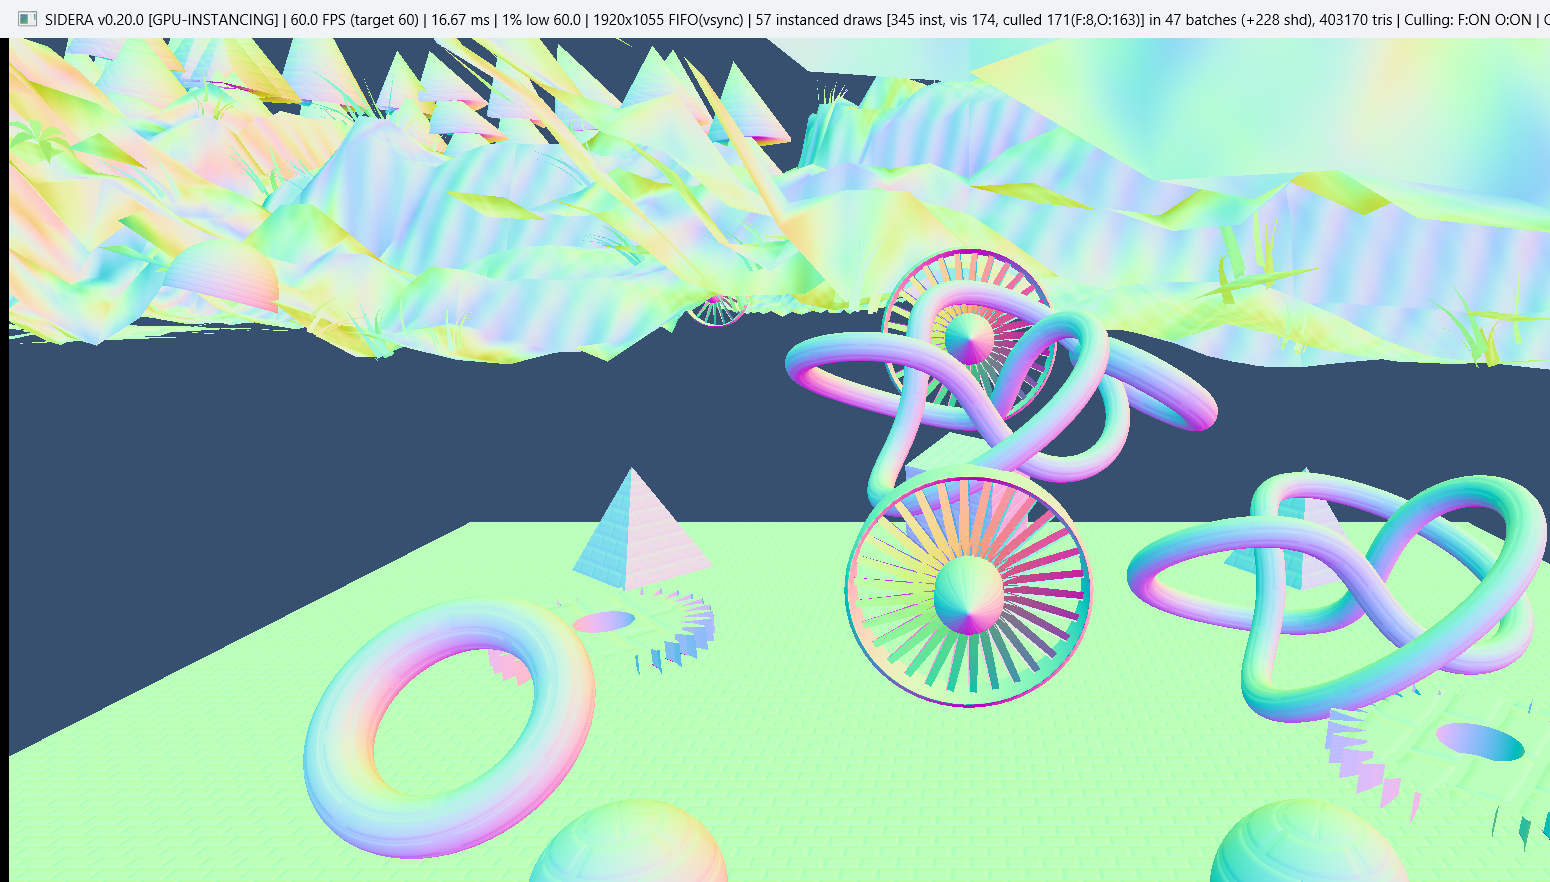 SIDERA v0.20.0 [GPU-INSTANCING] | 60.0 FPS (target 60) | 16.67 ms | 1% low 60.0 | 1920x1055 FIFO(vsync) | 57 instanced draws [345 inst, vis 174, culled 171(F:8,O:163)] in 47 batches (+228 shd), 403170 tris | Culling: F:ON O:ON |